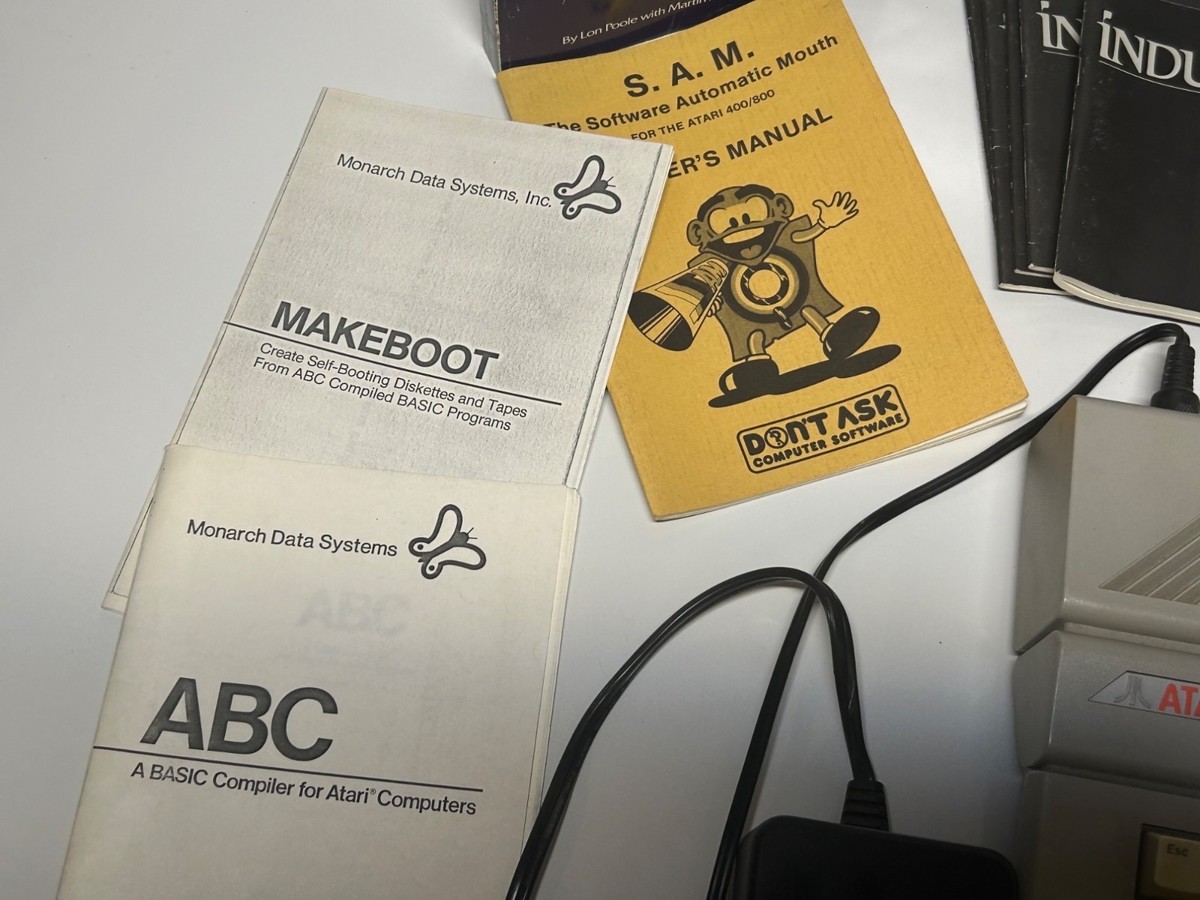 By Lon Poole with Martin
S. A. M.
The Software Automatic Mouth
FOR THE ATARI 400/800
ER'S MANUAL
DON'T ASK
COMPUTER SOFTWARE
Monarch Data Systems, Inc.
MAKEBOOT
Create Self-Booting Diskettes and Tapes
From ABC Compiled BASIC Programs
Monarch Data Systems
ABC
ABC
A BASIC Compiler for Atari® Computers
iN
iNDU
ATA
Esc